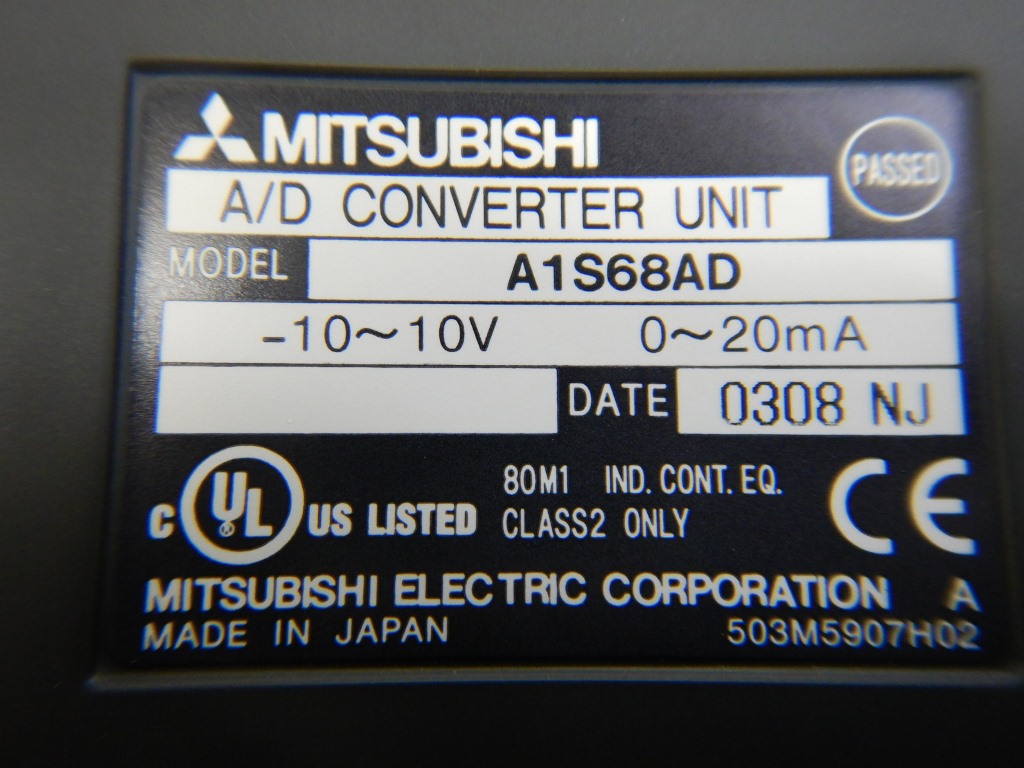 MITSUBISHI
PASSED
A/D CONVERTER UNIT
MODEL A1S68AD
-10~10V 0~20mA
DATE 0308 NJ
C UL® US LISTED
80M1 IND. CONT. EQ.
CLASS2 ONLY
CE
MITSUBISHI ELECTRIC CORPORATION A
MADE IN JAPAN 503M5907H02